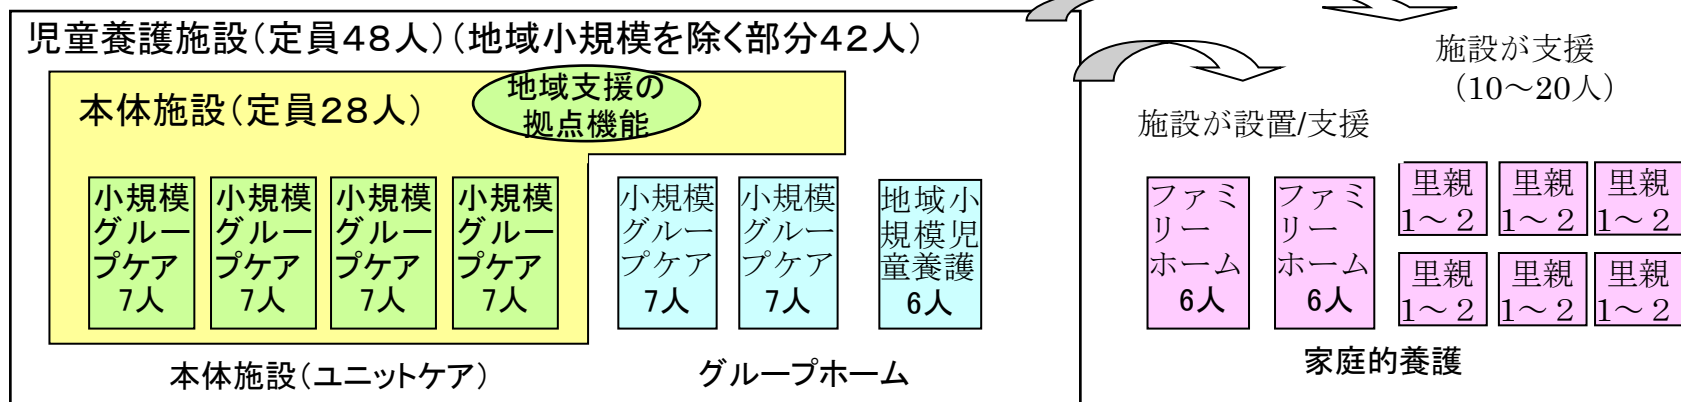 児童養護施設（定員４８人）（地域小規模を除く部分４２人）
本体施設（定員２８人）
地域支援の
拠点機能
小規模
グルー
プケア
7人
小規模
グルー
プケア
7人
小規模
グルー
プケア
7人
小規模
グルー
プケア
7人
本体施設（ユニットケア）
小規模
グルー
プケア
7人
小規模
グルー
プケア
7人
地域小
規模児
童養護
6人
グループホーム
施設が設置/支援
施設が支援
（10～20人）
ファミ
リー
ホーム
6人
ファミ
リー
ホーム
6人
里親
1～２
里親
1～２
里親
1～２
里親
1～２
里親
1～２
里親
1～２
家庭的養護